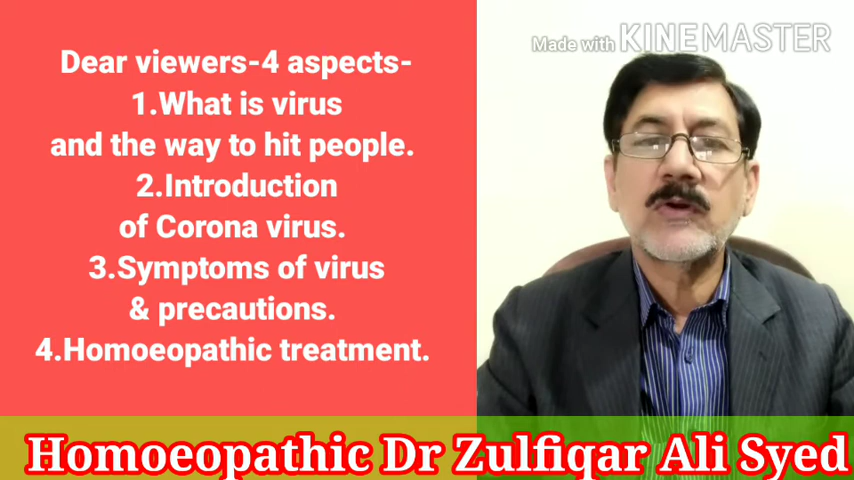 Made with KINEMASTER
Dear viewers-4 aspects-
1.What is virus
and the way to hit people.
2.Introduction
of Corona virus.
3.Symptoms of virus
& precautions.
4.Homoeopathic treatment.
Homoeopathic Dr Zulfiqar Ali Syed